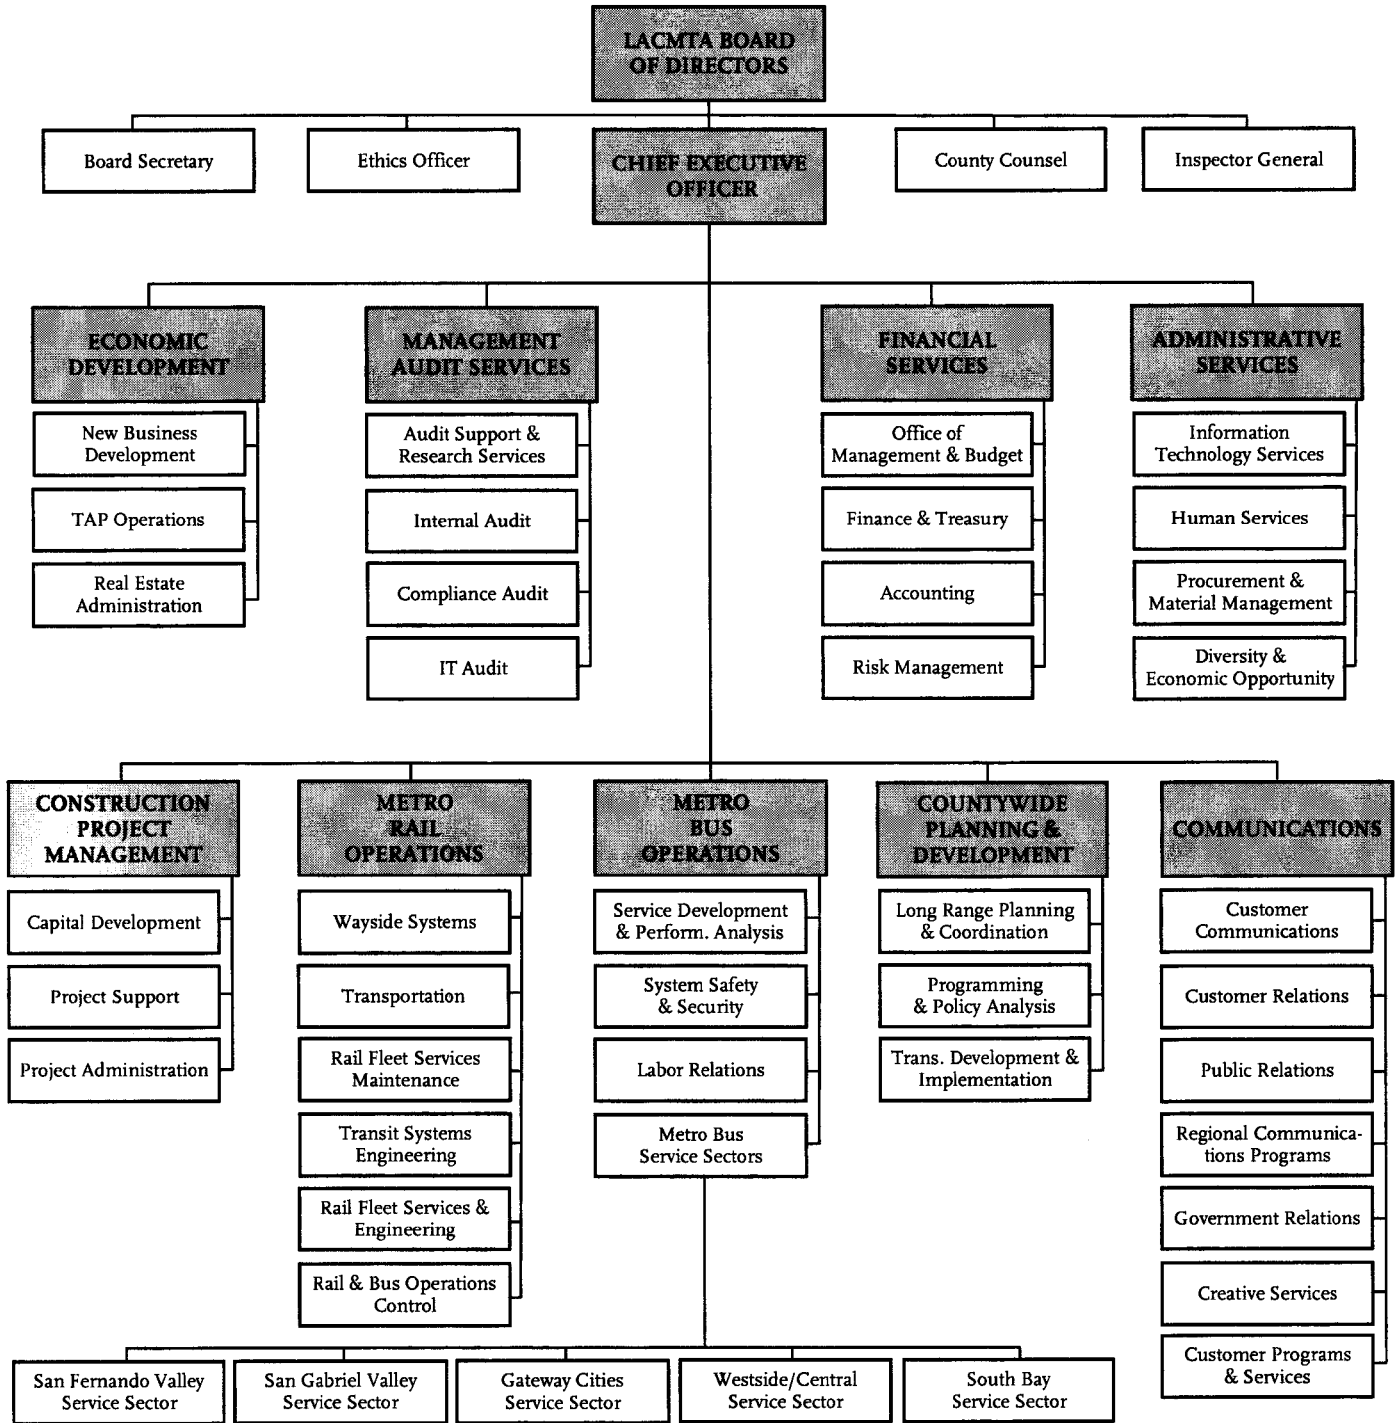 LACMTA BOARD
OF DIRECTORS
Board Secretary
Ethics Officer
CHIEF EXECUTIVE
OFFICER
County Counsel
Inspector General
ECONOMIC
DEVELOPMENT
New Business
Development
TAP Operations
Real Estate
Administration
MANAGEMENT
AUDIT SERVICES
Audit Support &
Research Services
Internal Audit
Compliance Audit
IT Audit
FINANCIAL
SERVICES
Office of
Management & Budget
Finance & Treasury
Accounting
Risk Management
ADMINISTRATIVE
SERVICES
Information
Technology Services
Human Services
Procurement &
Material Management
Diversity &
Economic Opportunity
CONSTRUCTION
PROJECT
MANAGEMENT
Capital Development
Project Support
Project Administration
METRO
RAIL
OPERATIONS
Wayside Systems
Transportation
Rail Fleet Services
Maintenance
Transit Systems
Engineering
Rail Fleet Services &
Engineering
Rail & Bus Operations
Control
METRO
BUS
OPERATIONS
Service Development
& Perform. Analysis
System Safety
& Security
Labor Relations
Metro Bus
Service Sectors
COUNTYWIDE
PLANNING &
DEVELOPMENT
Long Range Planning
& Coordination
Programming
& Policy Analysis
Trans. Development &
Implementation
COMMUNICATIONS
Customer
Communications
Customer Relations
Public Relations
Regional Communica-
tions Programs
Government Relations
Creative Services
Customer Programs
& Services
San Fernando Valley
Service Sector
San Gabriel Valley
Service Sector
Gateway Cities
Service Sector
Westside/Central
Service Sector
South Bay
Service Sector